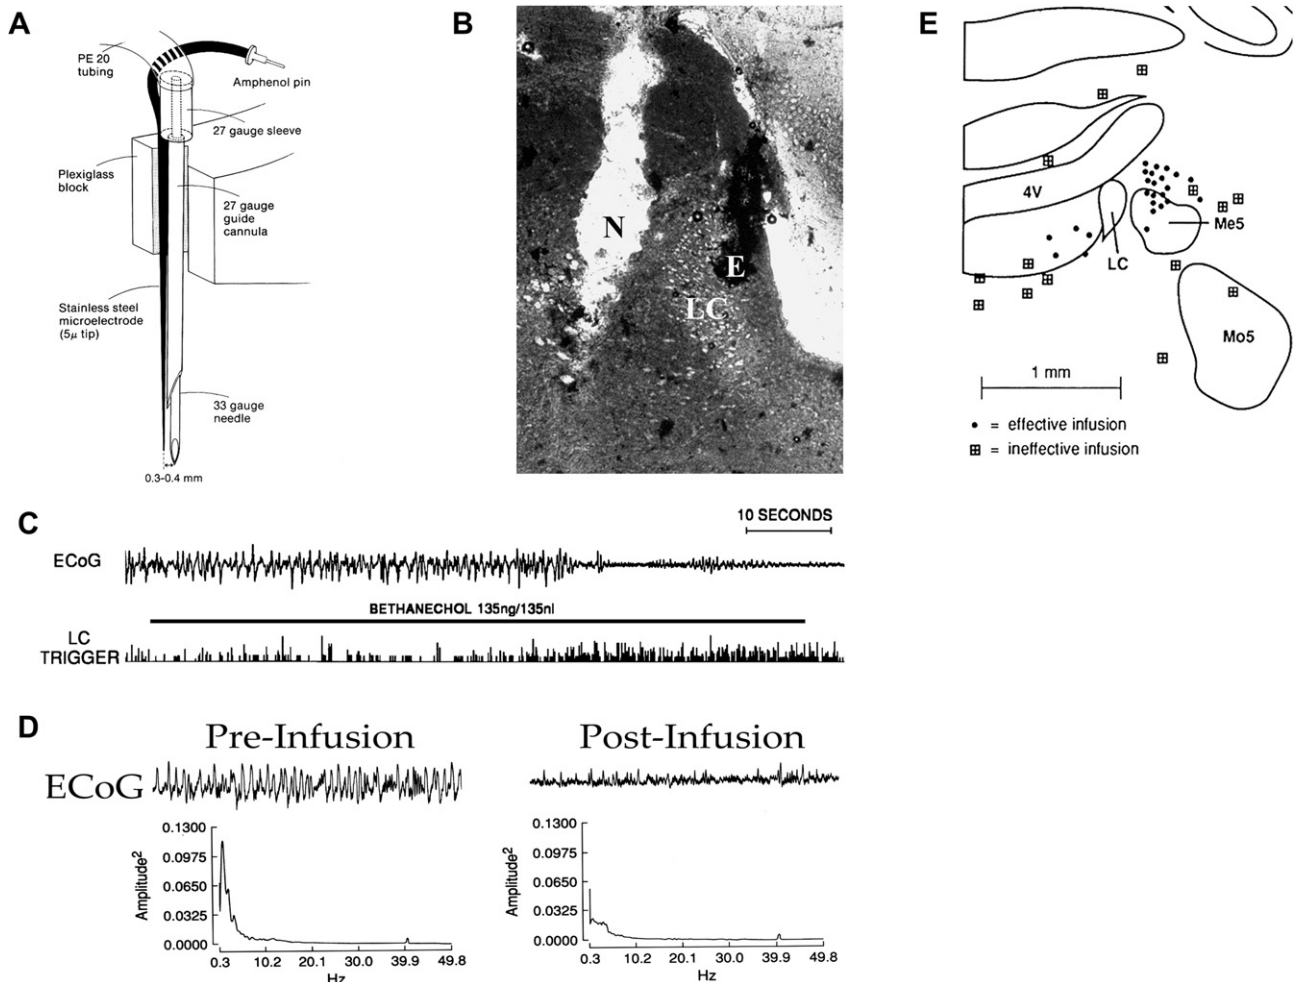 A
PE 20
tubing
Amphenol pin
27 gauge sleeve
Plexiglass
block
27 gauge
guide
cannula
Stainless steel
microelectrode
(5μ tip)
33 gauge
needle
0.3-0.4 mm
B
N
E
LC
E
4V
LC
Me5
Mo5
1 mm
● = effective infusion
⊞ = ineffective infusion
C
10 SECONDS
ECoG
BETHANECHOL 135ng/135nl
LC
TRIGGER
D
Pre-Infusion
Post-Infusion
ECoG
0.1300
0.0975
0.0650
0.0325
0.0000
Amplitude²
0.3 10.2 20.1 30.0 39.9 49.8
Hz
0.1300
0.0975
0.0650
0.0325
0.0000
Amplitude²
0.3 10.2 20.1 30.0 39.9 49.8
Hz